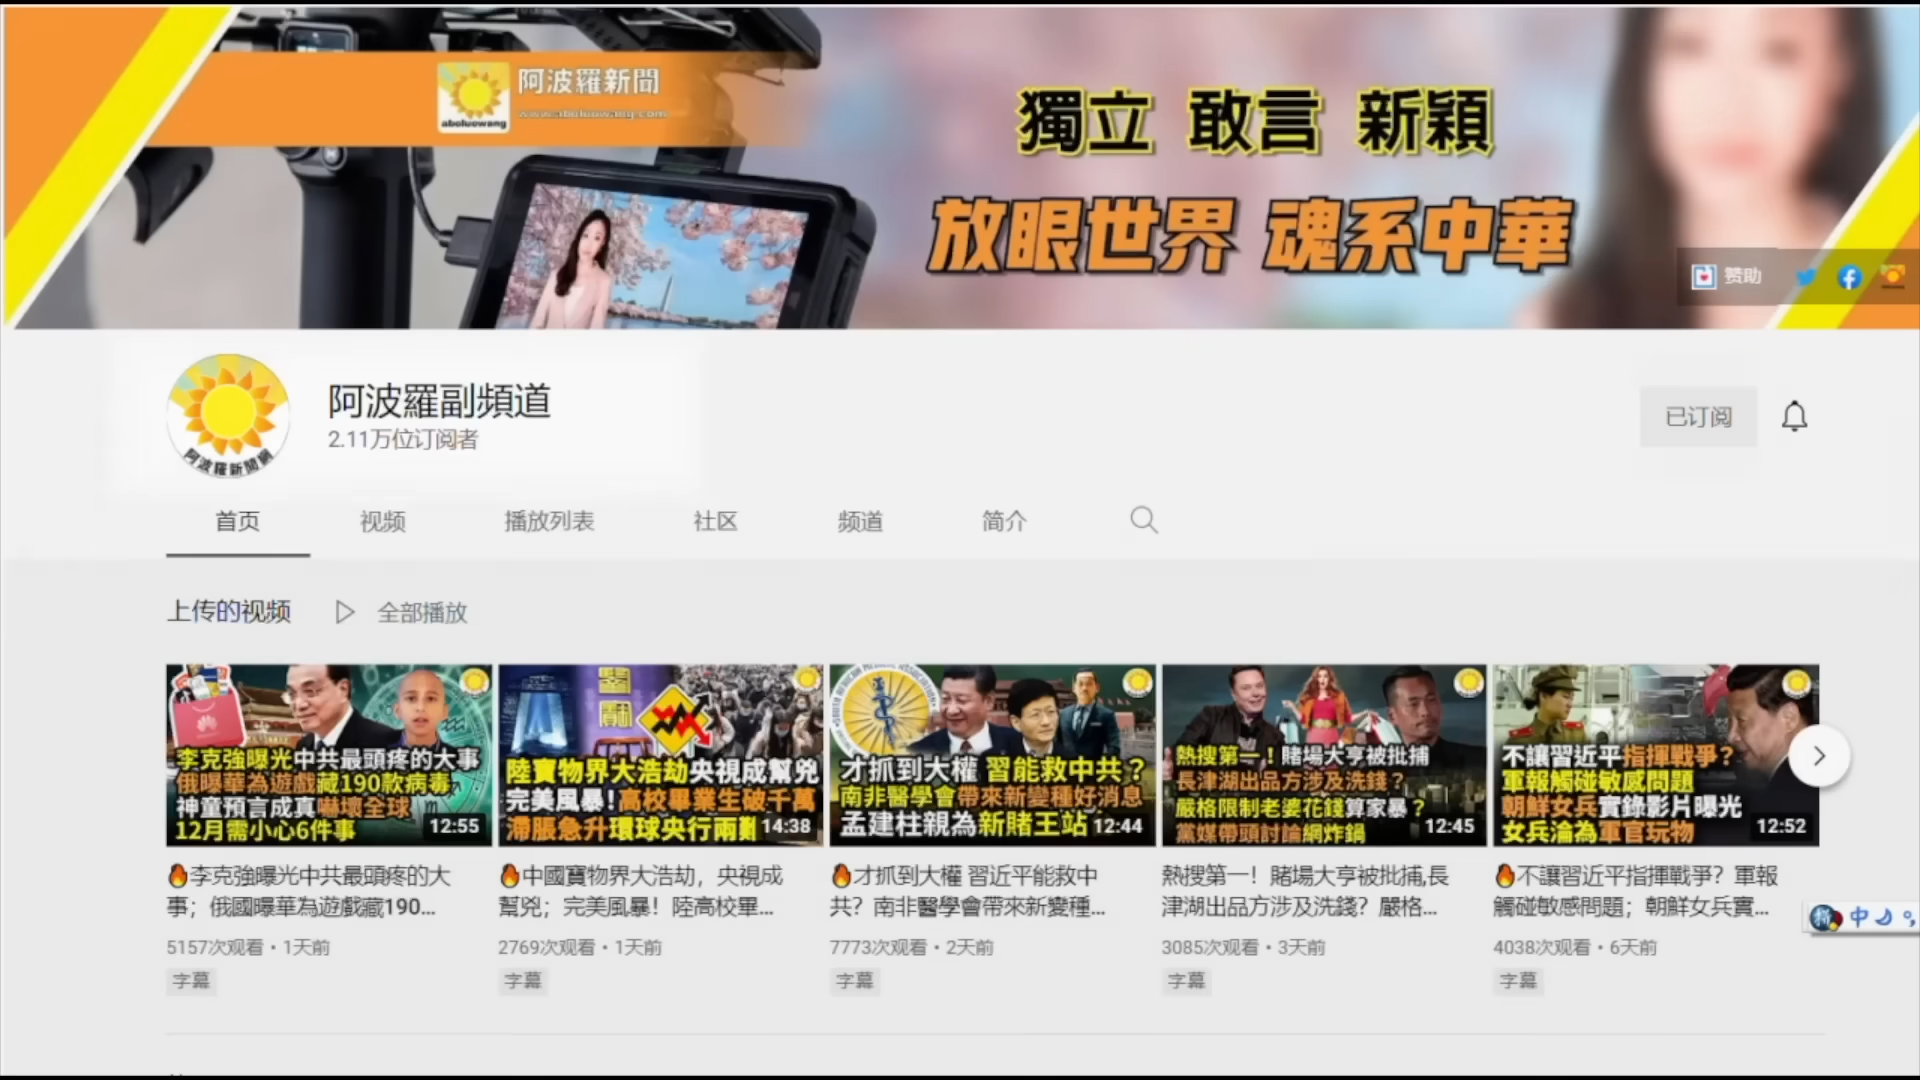 阿波羅新聞
www.aboluowang.com
aboluowang
獨立 敢言 新穎
放眼世界 魂系中華
赞助
阿波羅新聞網
阿波羅副頻道
2.11万位订阅者
已订阅
首页
视频
播放列表
社区
频道
简介
上传的视频
全部播放
李克強曝光中共最頭疼的大事
俄曝華為遊戲藏190款病毒
神童預言成真嚇壞全球
12月需小心6件事
12:55
陸寶物界大浩劫央視成幫兇
完美風暴!高校畢業生破千萬
滯脹急升環球央行兩難
14:38
才抓到大權 習能救中共？
南非醫學會帶來新變種好消息
孟建柱親為新賭王站
12:44
熱搜第一！賭場大亨被批捕
長津湖出品方涉及洗錢？
嚴格限制老婆花錢算家暴？
黨媒帶頭討論網炸鍋
12:45
不讓習近平指揮戰爭？
軍報觸碰敏感問題
朝鮮女兵實錄影片曝光
女兵淪為軍官玩物
12:52
🔥李克強曝光中共最頭疼的大
事；俄國曝華為遊戲藏190...
5157次观看・1天前
字幕
🔥中國寶物界大浩劫，央視成
幫兇；完美風暴！陸高校畢...
2769次观看・1天前
字幕
🔥才抓到大權 習近平能救中
共？南非醫學會帶來新變種...
7773次观看・2天前
字幕
熱搜第一！賭場大亨被批捕,長
津湖出品方涉及洗錢？嚴格...
3085次观看・3天前
字幕
🔥不讓習近平指揮戰爭？軍報
觸碰敏感問題；朝鮮女兵實...
4038次观看・6天前
字幕
中